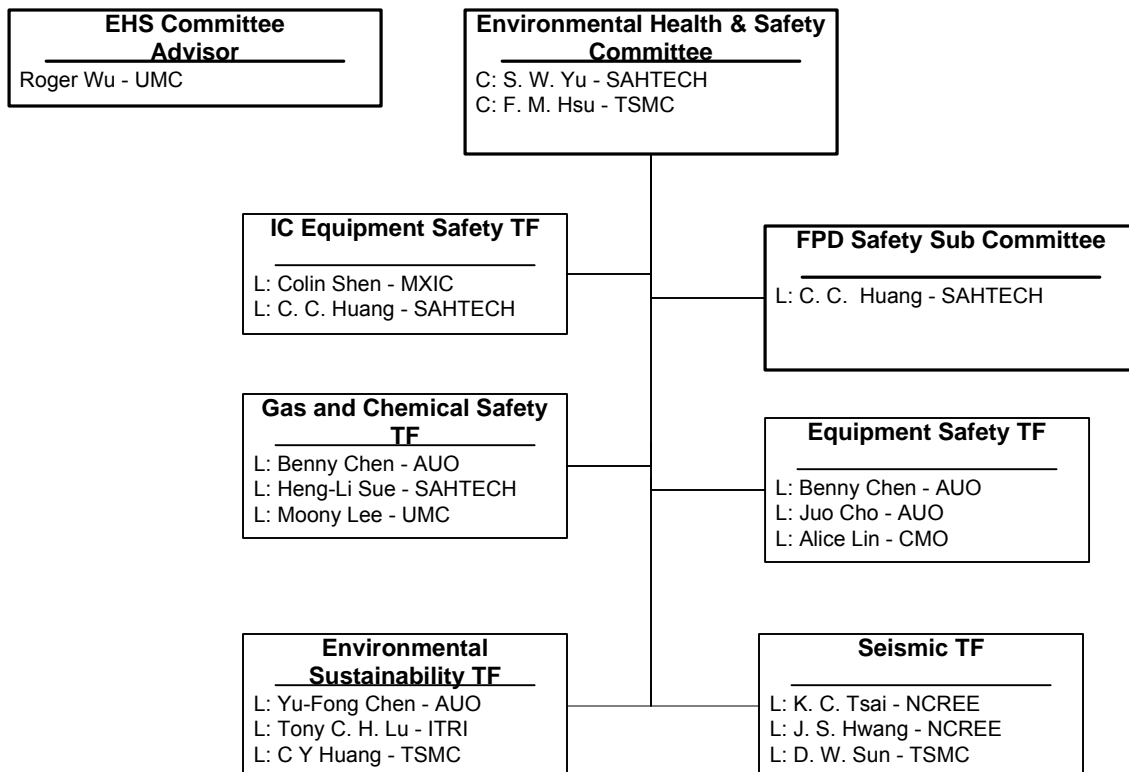 EHS Committee
Advisor
Roger Wu - UMC
Environmental Health & Safety
Committee
C: S. W. Yu - SAHTECH
C: F. M. Hsu - TSMC
IC Equipment Safety TF
L: Colin Shen - MXIC
L: C. C. Huang - SAHTECH
FPD Safety Sub Committee
L: C. C.  Huang - SAHTECH
Gas and Chemical Safety
TF
L: Benny Chen - AUO
L: Heng-Li Sue - SAHTECH
L: Moony Lee - UMC
Equipment Safety TF
L: Benny Chen - AUO
L: Juo Cho - AUO
L: Alice Lin - CMO
Environmental
Sustainability TF
L: Yu-Fong Chen - AUO
L: Tony C. H. Lu - ITRI
L: C Y Huang - TSMC
Seismic TF
L: K. C. Tsai - NCREE
L: J. S. Hwang - NCREE
L: D. W. Sun - TSMC